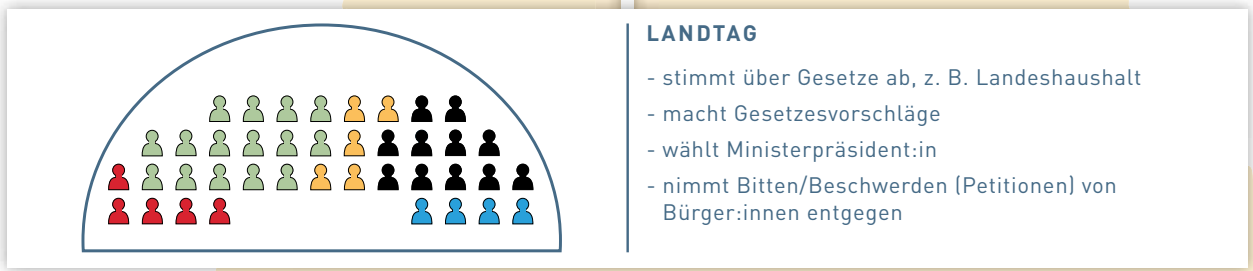 LANDTAG
- stimmt über Gesetze ab, z. B. Landeshaushalt
- macht Gesetzesvorschläge
- wählt Ministerpräsident:in
- nimmt Bitten/Beschwerden (Petitionen) von
Bürger:innen entgegen